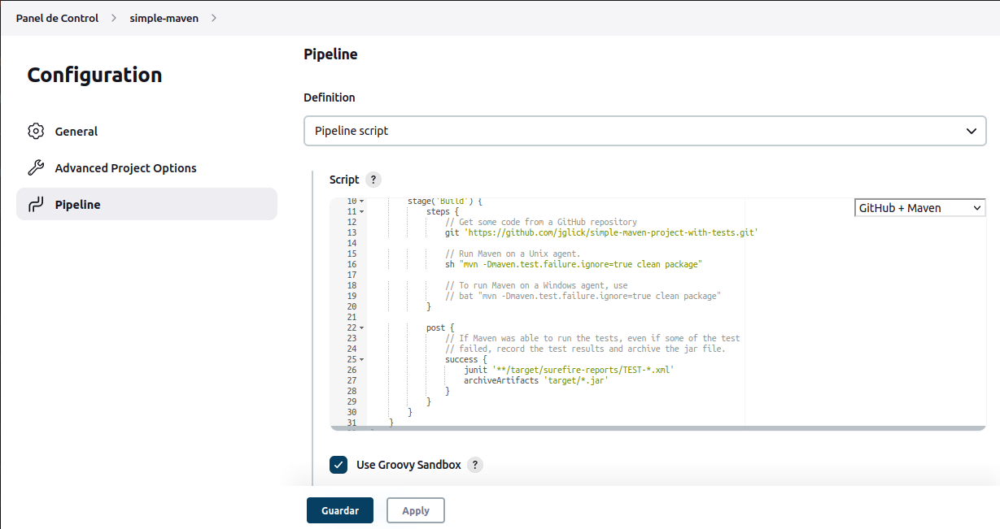 Panel de Control > simple-maven >
Configuration
General
Advanced Project Options
Pipeline
Pipeline
Definition
Pipeline script
Script ?
GitHub + Maven
10 stage('Build') {
11 steps {
12 // Get some code from a GitHub repository
13 git 'https://github.com/jglick/simple-maven-project-with-tests.git'
14
15 // Run Maven on a Unix agent.
16 sh "mvn -Dmaven.test.failure.ignore=true clean package"
17
18 // To run Maven on a Windows agent, use
19 // bat "mvn -Dmaven.test.failure.ignore=true clean package"
20 }
21
22 post {
23 // If Maven was able to run the tests, even if some of the test
24 // failed, record the test results and archive the jar file.
25 success {
26 junit '**/target/surefire-reports/TEST-*.xml'
27 archiveArtifacts 'target/*.jar'
28 }
29 }
30 }
31 }
Use Groovy Sandbox ?
Guardar Apply